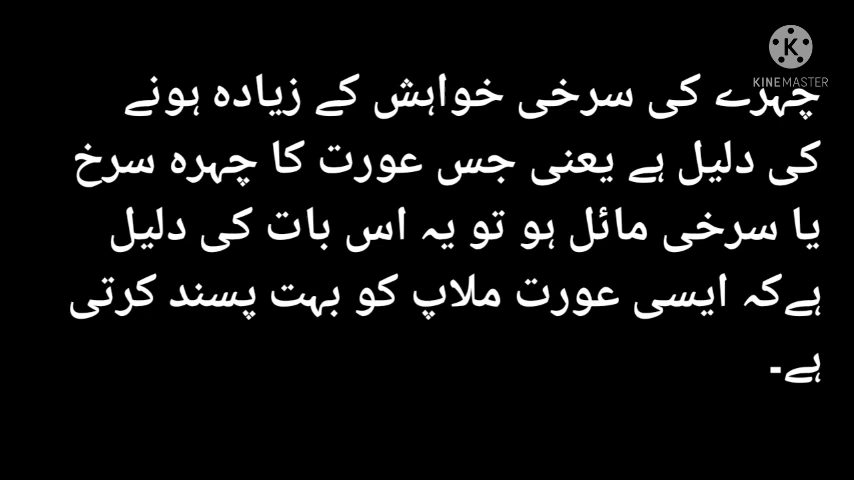 KINEMASTER
چہرے کی سرخی خواہش کے زیادہ ہونے
کی دلیل ہے یعنی جس عورت کا چہرہ سرخ
یا سرخی مائل ہو تو یہ اس بات کی دلیل
ہےکہ ایسی عورت ملاپ کو بہت پسند کرتی
ہے۔